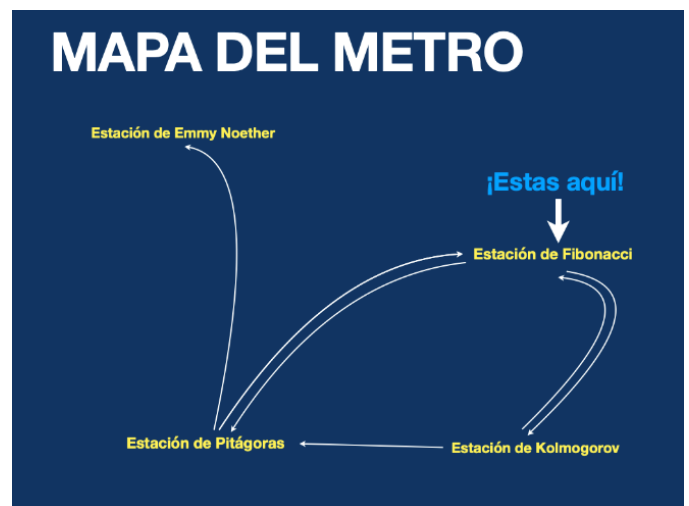 MAPA DEL METRO
Estación de Emmy Noether
¡Estas aquí!
Estación de Fibonacci
Estación de Pitágoras
Estación de Kolmogorov